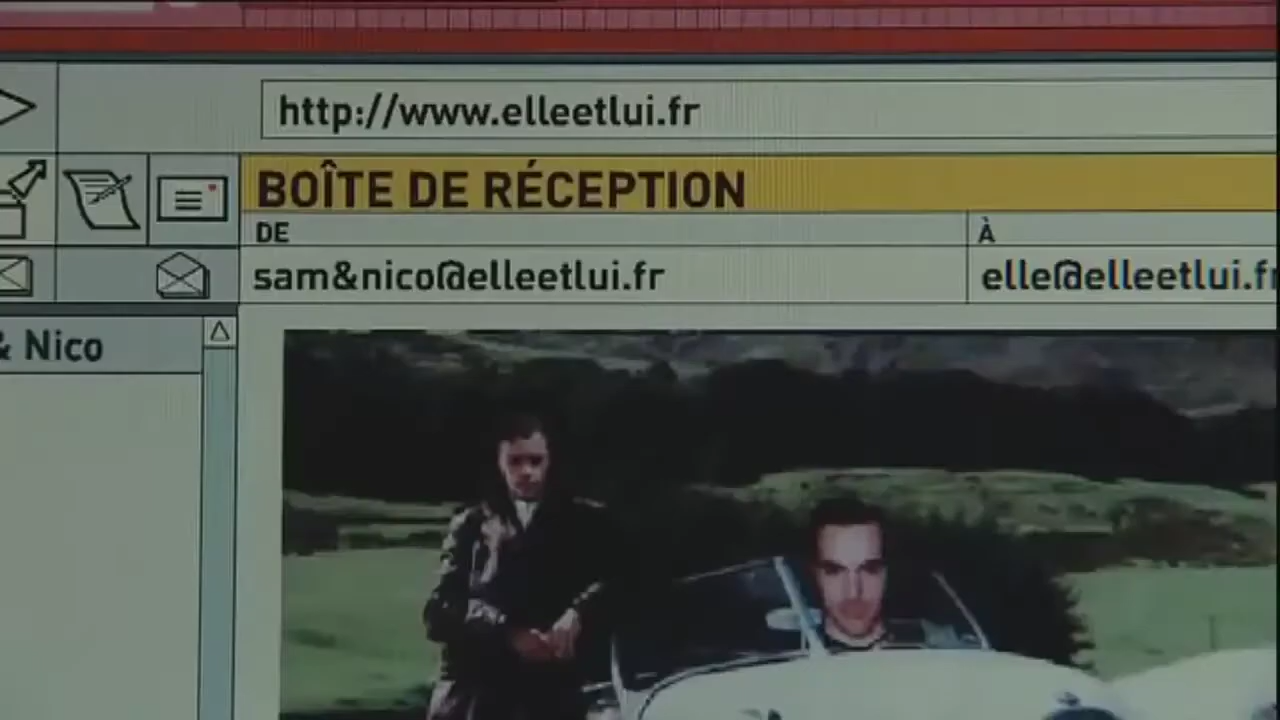 http://www.elleetlui.fr
BOÎTE DE RÉCEPTION
DE
À
sam&nico@elleetlui.fr
elle@elleetlui.fr
& Nico